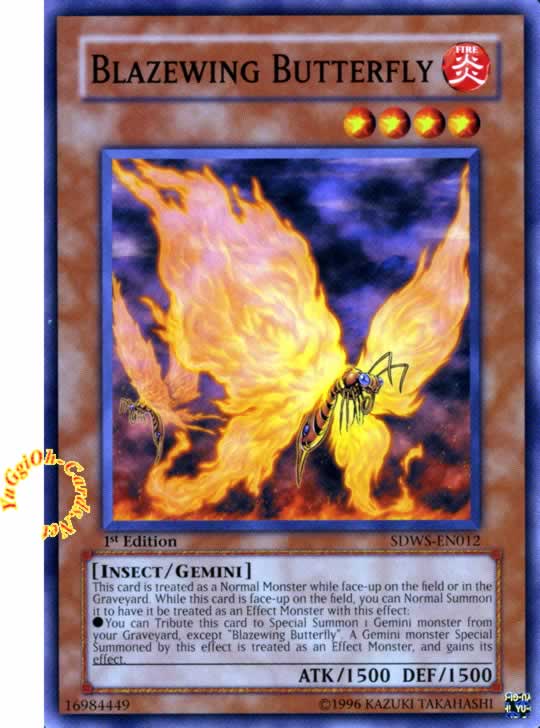 BLAZEWING BUTTERFLY
FIRE
炎
YuGgiOh-Cards.Net
1st Edition
SDWS-EN012
[INSECT/GEMINI]
This card is treated as a Normal Monster while face-up on the field or in the
Graveyard. While this card is face-up on the field, you can Normal Summon
it to have it be treated as an Effect Monster with this effect:
●You can Tribute this card to Special Summon 1 Gemini monster from
your Graveyard, except "Blazewing Butterfly". A Gemini monster Special
Summoned by this effect is treated as an Effect Monster, and gains its
effect.
ATK/1500 DEF/1500
16984449
©1996 KAZUKI TAKAHASHI